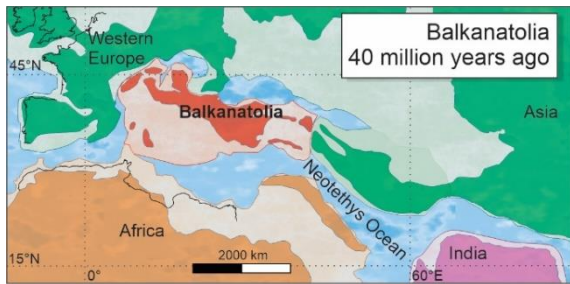 Western
Europe
Balkanatolia
40 million years ago
45°N
Balkanatolia
Asia
Neotethys Ocean
Africa
India
2000 km
15°N
0°
60°E